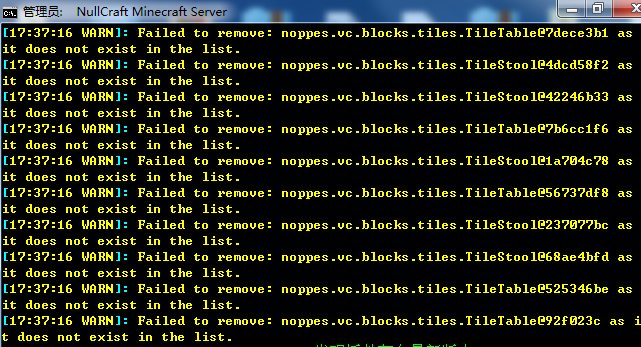 管理员: NullCraft Minecraft Server
[17:37:16 WARN]: Failed to remove: noppes.vc.blocks.tiles.TileTable@7dece3b1 as
it does not exist in the list.
[17:37:16 WARN]: Failed to remove: noppes.vc.blocks.tiles.TileStool@4dcd58f2 as
it does not exist in the list.
[17:37:16 WARN]: Failed to remove: noppes.vc.blocks.tiles.TileStool@42246b33 as
it does not exist in the list.
[17:37:16 WARN]: Failed to remove: noppes.vc.blocks.tiles.TileTable@7b6cc1f6 as
it does not exist in the list.
[17:37:16 WARN]: Failed to remove: noppes.vc.blocks.tiles.TileStool@1a704c78 as
it does not exist in the list.
[17:37:16 WARN]: Failed to remove: noppes.vc.blocks.tiles.TileTable@56737df8 as
it does not exist in the list.
[17:37:16 WARN]: Failed to remove: noppes.vc.blocks.tiles.TileStool@237077bc as
it does not exist in the list.
[17:37:16 WARN]: Failed to remove: noppes.vc.blocks.tiles.TileStool@68ae4bfd as
it does not exist in the list.
[17:37:16 WARN]: Failed to remove: noppes.vc.blocks.tiles.TileTable@525346be as
it does not exist in the list.
[17:37:16 WARN]: Failed to remove: noppes.vc.blocks.tiles.TileTable@92f023c as i
t does not exist in the list.